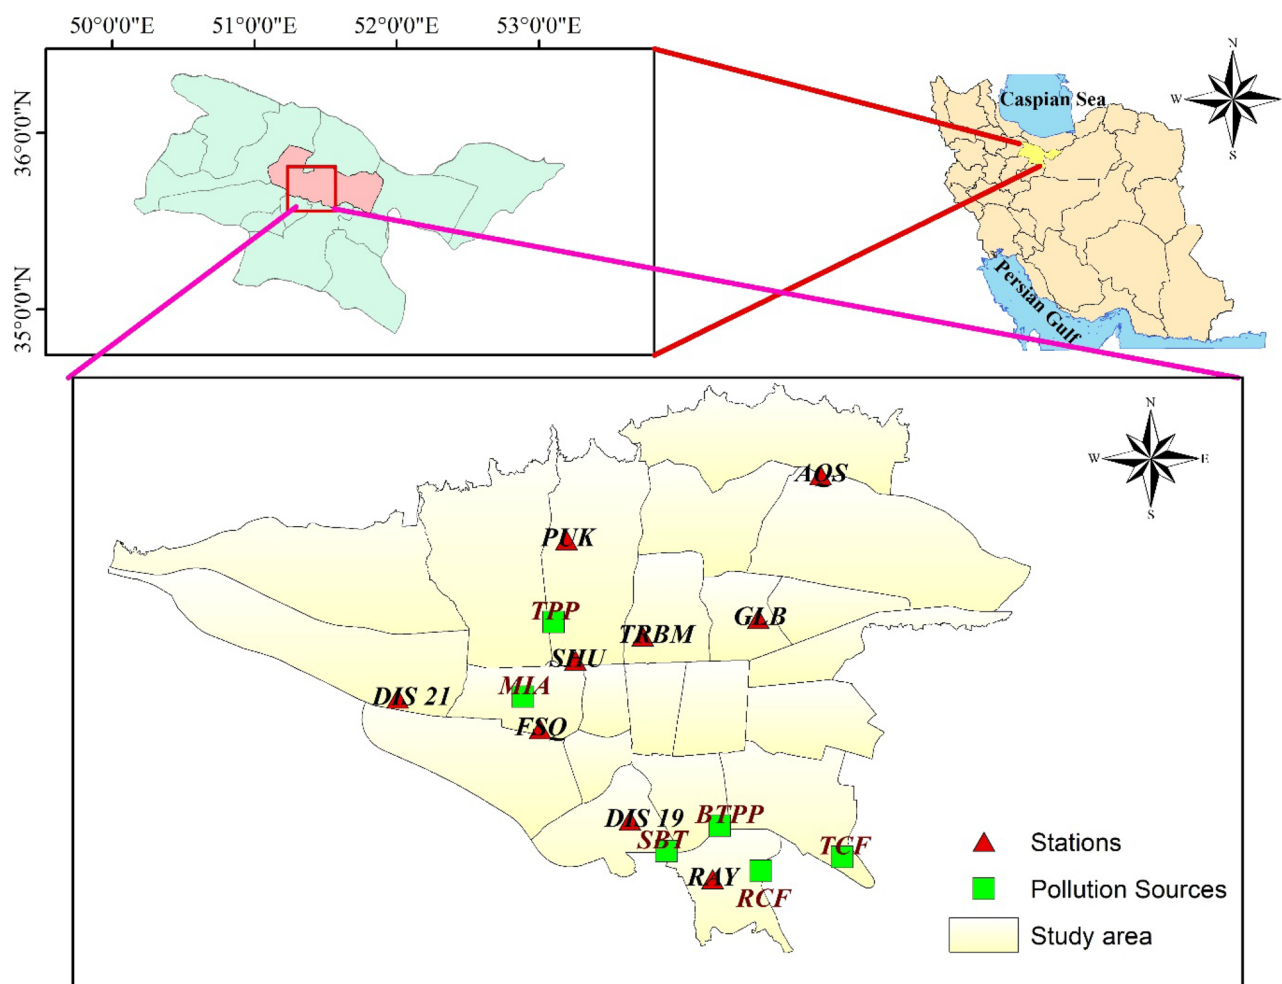 50°0'0"E 51°0'0"E 52°0'0"E 53°0'0"E
36°0'0"N
35°0'0"N
Caspian Sea
Persian Gulf
N
W
S
N
W E
S
AQS
PUK
TPP
GLB
TRBM
SHU
MIA
DIS 21
FSQ
DIS 19
BTPP
SBT
TCF
RAY
RCF
Stations
Pollution Sources
Study area